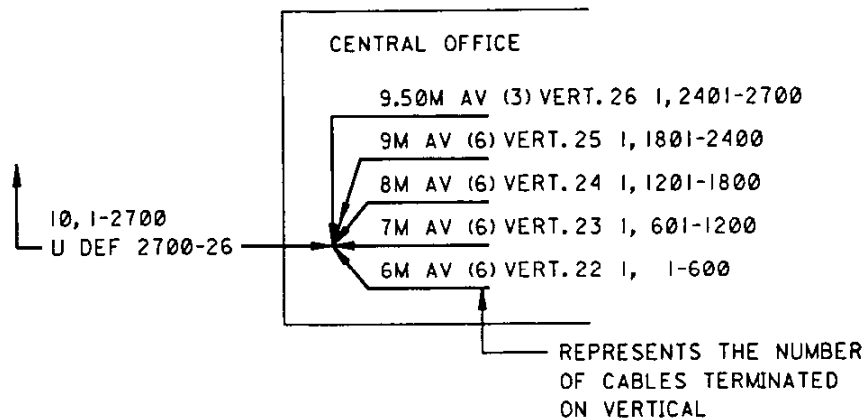 CENTRAL OFFICE
9.50M AV (3) VERT. 26 1, 2401-2700
9M AV (6) VERT. 25 1, 1801-2400
8M AV (6) VERT. 24 1, 1201-1800
10, 1-2700
7M AV (6) VERT. 23 1, 601-1200
U DEF 2700-26
6M AV (6) VERT. 22 1, 1-600
REPRESENTS THE NUMBER
OF CABLES TERMINATED
ON VERTICAL